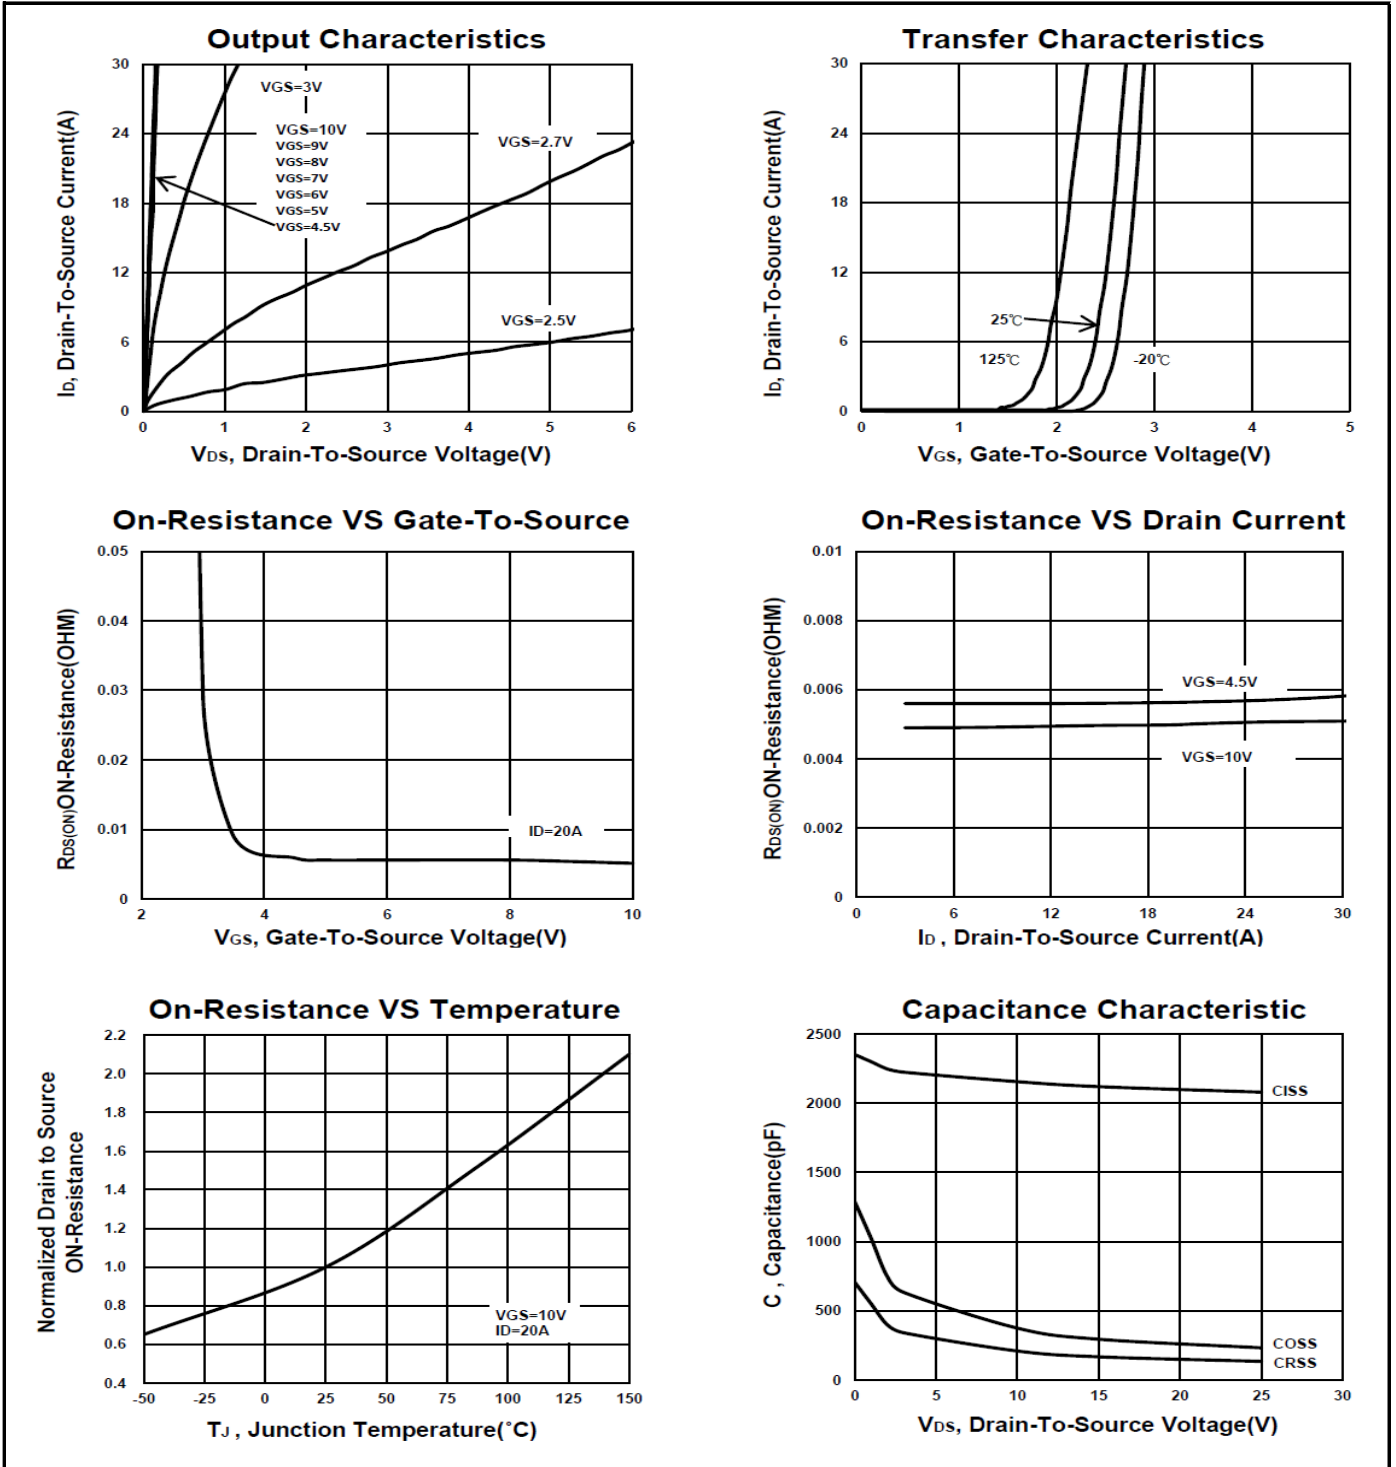 Output Characteristics
30
24
18
12
6
0
0 1 2 3 4 5 6
ID, Drain-To-Source Current(A)
VDS, Drain-To-Source Voltage(V)
VGS=3V
VGS=10V
VGS=9V
VGS=8V
VGS=7V
VGS=6V
VGS=5V
VGS=4.5V
VGS=2.7V
VGS=2.5V
Transfer Characteristics
30
24
18
12
6
0
0 1 2 3 4 5
ID, Drain-To-Source Current(A)
VGS, Gate-To-Source Voltage(V)
25℃
125℃
-20℃
On-Resistance VS Gate-To-Source
0.05
0.04
0.03
0.02
0.01
0
2 4 6 8 10
RDS(ON)ON-Resistance(OHM)
VGS, Gate-To-Source Voltage(V)
ID=20A
On-Resistance VS Drain Current
0.01
0.008
0.006
0.004
0.002
0
0 6 12 18 24 30
RDS(ON)ON-Resistance(OHM)
ID , Drain-To-Source Current(A)
VGS=4.5V
VGS=10V
On-Resistance VS Temperature
2.2
2.0
1.8
1.6
1.4
1.2
1.0
0.8
0.6
0.4
-50 -25 0 25 50 75 100 125 150
Normalized Drain to Source
ON-Resistance
TJ , Junction Temperature(°C)
VGS=10V
ID=20A
Capacitance Characteristic
2500
2000
1500
1000
500
0
0 5 10 15 20 25 30
C , Capacitance(pF)
VDS, Drain-To-Source Voltage(V)
CISS
COSS
CRSS